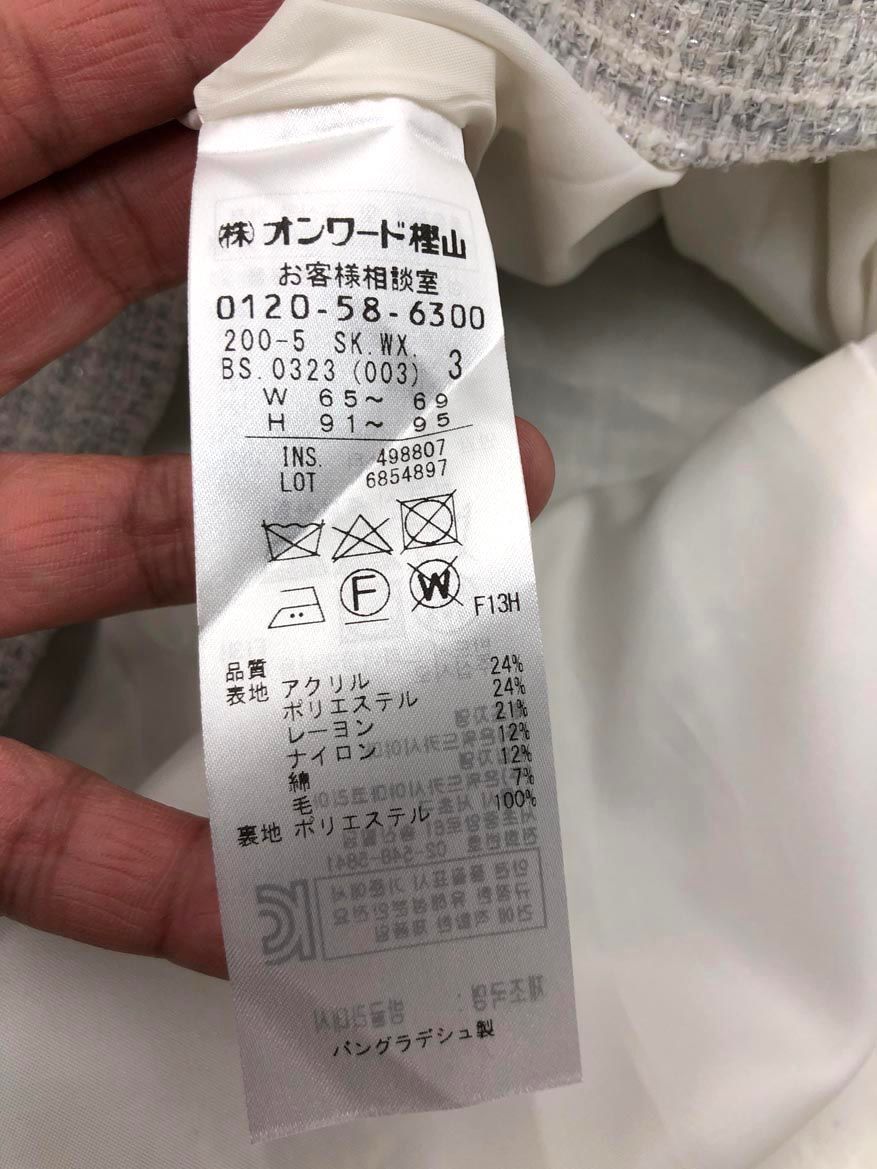 (株)オンワード樫山
お客様相談室
0120-58-6300
200-5 SK.WX.
BS.0323 (003) 3
W 65～ 69
H 91～ 95
INS. 498807
LOT 6854897
F
W
F13H
品質
表地 アクリル 24%
ポリエステル 24%
レーヨン 21%
ナイロン 12%
綿 12%
毛 7%
裏地 ポリエステル 100%
バングラデシュ製